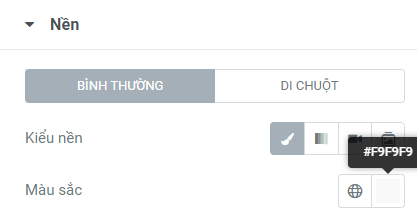 Nền
BÌNH THƯỜNG DI CHUỘT
Kiểu nền
#F9F9F9
Màu sắc